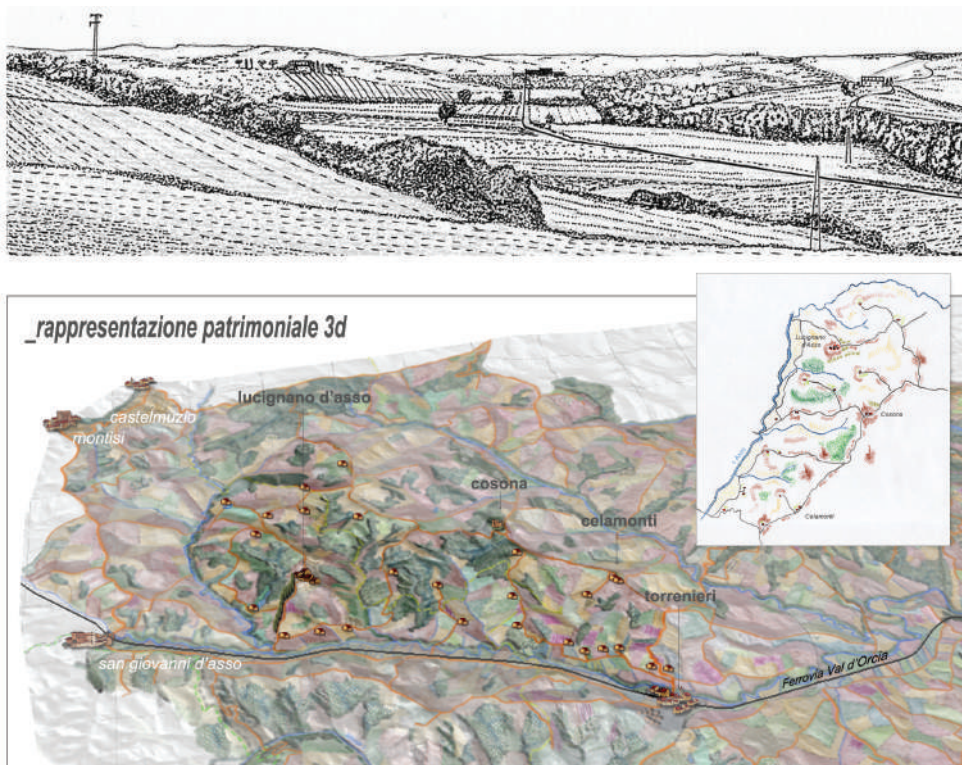 _rappresentazione patrimoniale 3d
Lucignano
d'Asso
Cosona
Celamonti
castelmuzio
montisi
lucignano d'asso
cosona
celamonti
torrenieri
san giovanni d'asso
Ferrovia Val d'Orcia